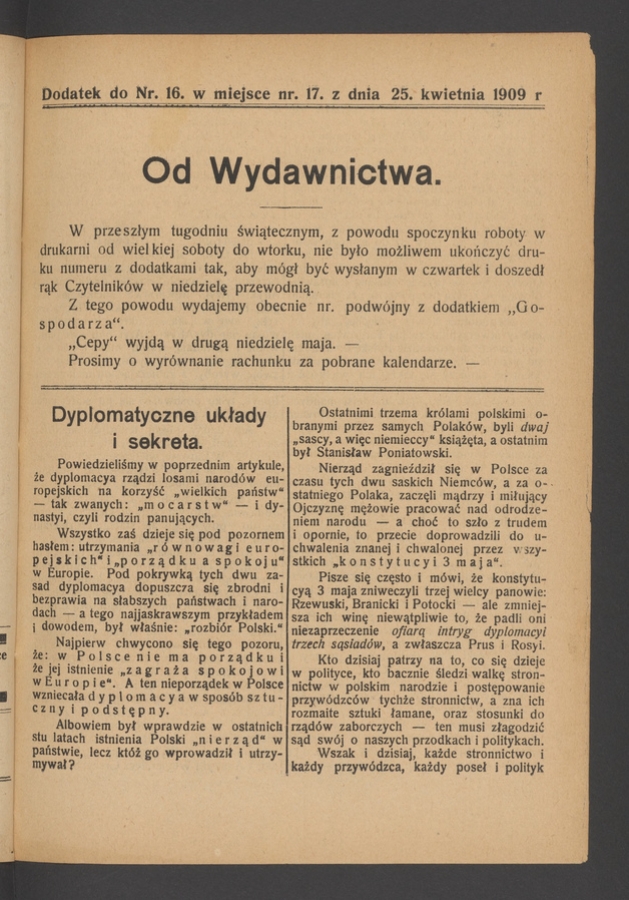 Dodatek do Nr. 16. w miejsce nr. 17. z dnia 25. kwietnia 1909 r
Od Wydawnictwa.
W przeszłym tugodniu świątecznym, z powodu spoczynku roboty w
drukarni od wielkiej soboty do wtorku, nie było możliwem ukończyć dru-
ku numeru z dodatkami tak, aby mógł być wysłanym w czwartek i doszedł
rąk Czytelników w niedzielę przewodnią.
Z tego powodu wydajemy obecnie nr. podwójny z dodatkiem „Go-
spodarza“.
„Cepy“ wyjdą w drugą niedzielę maja. —
Prosimy o wyrównanie rachunku za pobrane kalendarze. —
Dyplomatyczne układy
i sekreta.
Powiedzieliśmy w poprzednim artykule,
że dyplomacya rządzi losami narodów eu-
ropejskich na korzyść „wielkich państw“
— tak zwanych: „mocarstw“ — i dy-
nastyi, czyli rodzin panujących.
Wszystko zaś dzieje się pod pozorem
hasłem: utrzymania „równowagi euro-
pejskich“ i „porządku a spokoju“
w Europie. Pod pokrywką tych dwu za-
sad dyplomacya dopuszcza się zbrodni i
bezprawia na słabszych państwach i naro-
dach — a tego najjaskrawszym przykładem
i dowodem, był właśnie: „rozbiór Polski.“
Najpierw chwycono się tego pozoru,
że: w Polsce nie ma porządku i
że jej istnienie „zagraża spokojowi
w Europie“. A ten nieporządek w Polsce
wzniecała dyplomacya w sposób sztu-
czny i podstępny.
Albowiem był wprawdzie w ostatnich
stu latach istnienia Polski „nierząd“ w
państwie, lecz któż go wprowadził i utrzy-
mywał?
Ostatnimi trzema królami polskimi o-
branymi przez samych Polaków, byli dwaj
„sascy, a więc niemieccy“ książęta, a ostatnim
był Stanisław Poniatowski.
Nierząd zagnieździł się w Polsce za
czasu tych dwu saskich Niemców, a za o-
statniego Polaka, zaczęli mądrzy i miłujący
Ojczyznę mężowie pracować nad odrodze-
niem narodu — a choć to szło z trudem
i opornie, to przecie doprowadzili do u-
chwalenia znanej i chwalonej przez wszy-
stkich „konstytucyi 3 maja“.
Pisze się często i mówi, że konstytu-
cyą 3 maja zniweczyli trzej wielcy panowie:
Rzewuski, Branicki i Potocki — ale zmniej-
sza ich winę niewątpliwie to, że padli oni
niezaprzeczenie ofiarą intryg dyplomacyi
trzech sąsiadów, a zwłaszcza Prus i Rosyi.
Kto dzisiaj patrzy na to, co się dzieje
w polityce, kto bacznie śledzi walkę stron-
nictw w polskim narodzie i postępowanie
przywódzców tychże stronnictw, a zna ich
rozmaite sztuki łamane, oraz stosunki do
rządów zaborczych — ten musi złagodzić
sąd swój o naszych przodkach i politykach.
Wszak i dzisiaj, każde stronnictwo i
każdy przywódza, każdy poseł i polityk